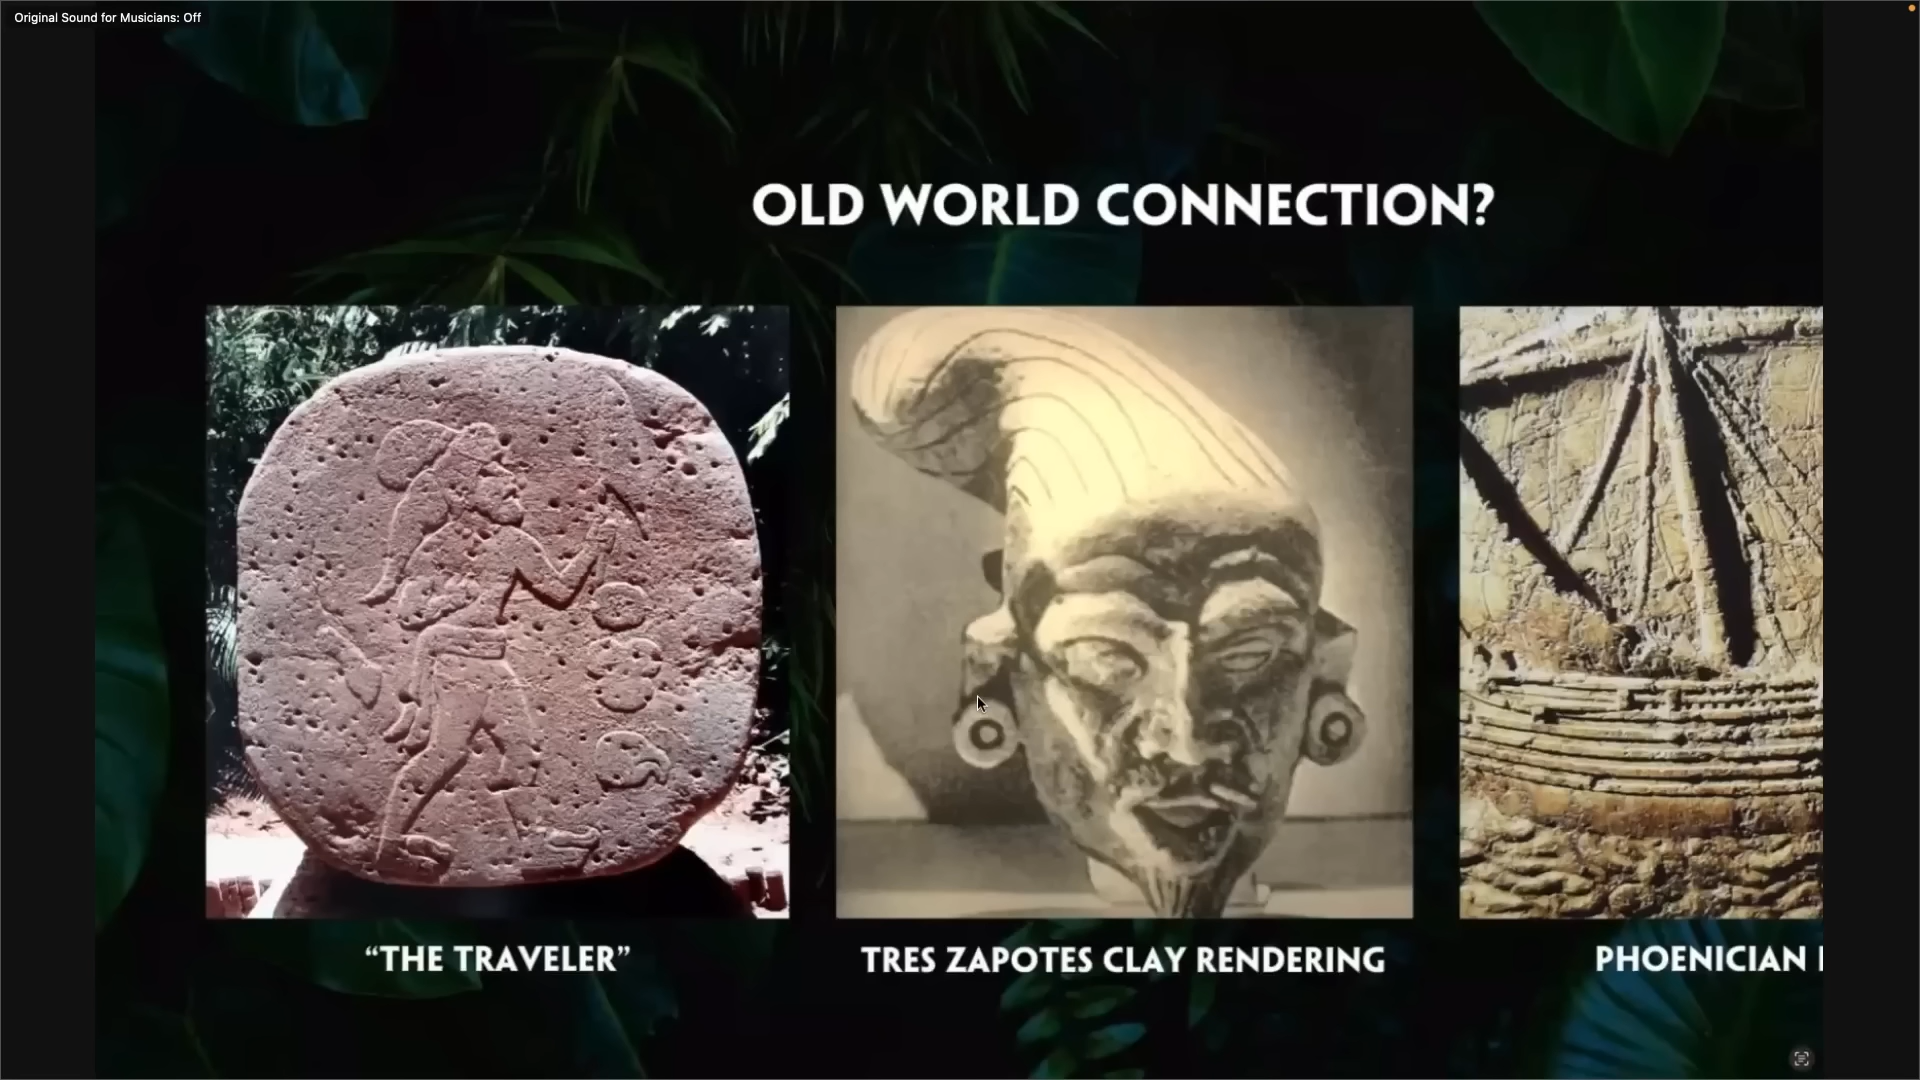 Original Sound for Musicians: Off
OLD WORLD CONNECTION?
“THE TRAVELER”
TRES ZAPOTES CLAY RENDERING
PHOENICIAN